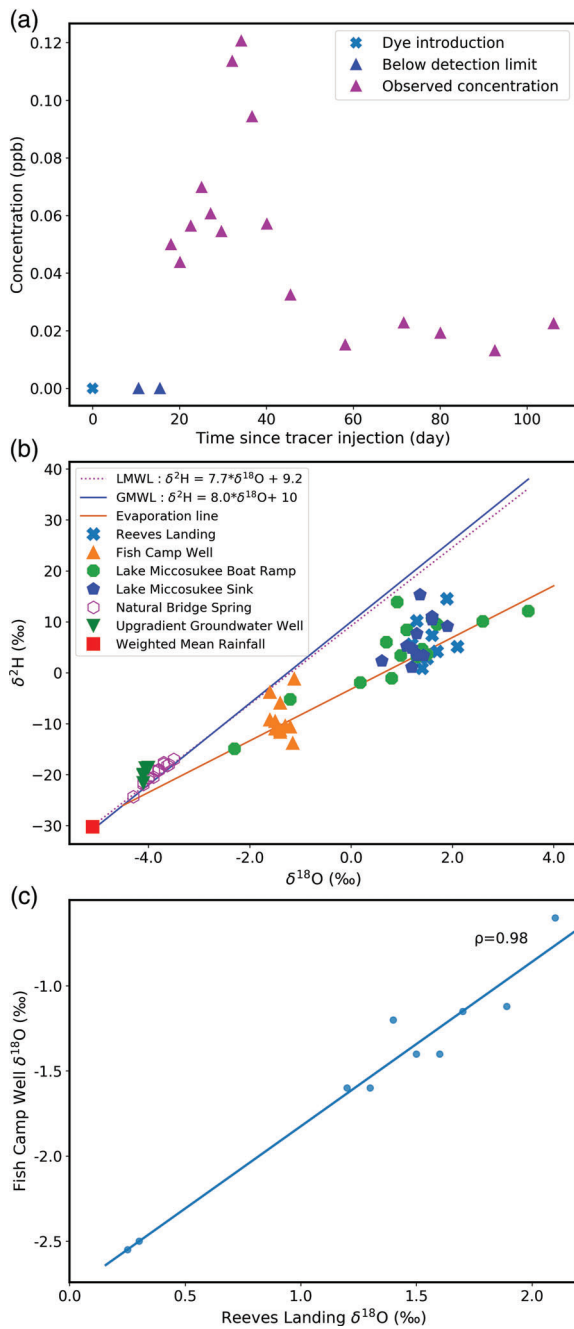 (a)
0.12
0.10
0.08
0.06
0.04
0.02
0.00
Concentration (ppb)
Dye introduction
Below detection limit
Observed concentration
0 20 40 60 80 100
Time since tracer injection (day)
(b)
40
30
20
10
0
−10
−20
−30
δ²H (‰)
LMWL : δ²H = 7.7*δ¹⁸O + 9.2
GMWL : δ²H = 8.0*δ¹⁸O+ 10
Evaporation line
Reeves Landing
Fish Camp Well
Lake Miccosukee Boat Ramp
Lake Miccosukee Sink
Natural Bridge Spring
Upgradient Groundwater Well
Weighted Mean Rainfall
-4.0 -2.0 0.0 2.0 4.0
δ¹⁸O (‰)
(c)
ρ=0.98
-1.0
-1.5
-2.0
-2.5
Fish Camp Well δ¹⁸O (‰)
0.0 0.5 1.0 1.5 2.0
Reeves Landing δ¹⁸O (‰)